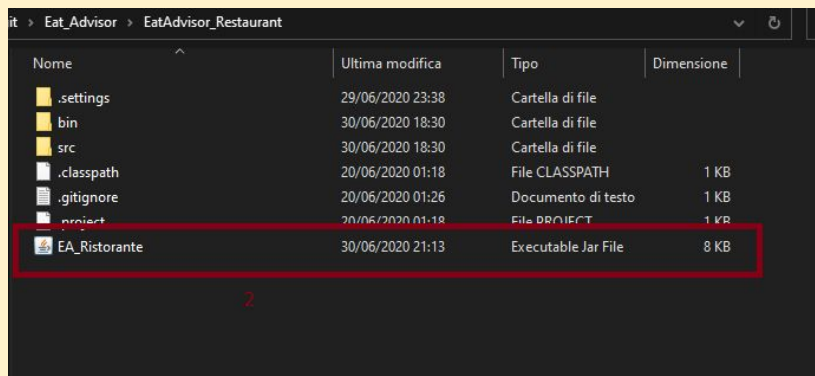 it > Eat_Advisor > EatAdvisor_Restaurant
Nome Ultima modifica Tipo Dimensione
.settings 29/06/2020 23:38 Cartella di file
bin 30/06/2020 18:30 Cartella di file
src 30/06/2020 18:30 Cartella di file
.classpath 20/06/2020 01:18 File CLASSPATH 1 KB
.gitignore 20/06/2020 01:26 Documento di testo 1 KB
.project 20/06/2020 01:18 File PROJECT 1 KB
EA_Ristorante 30/06/2020 21:13 Executable Jar File 8 KB
2